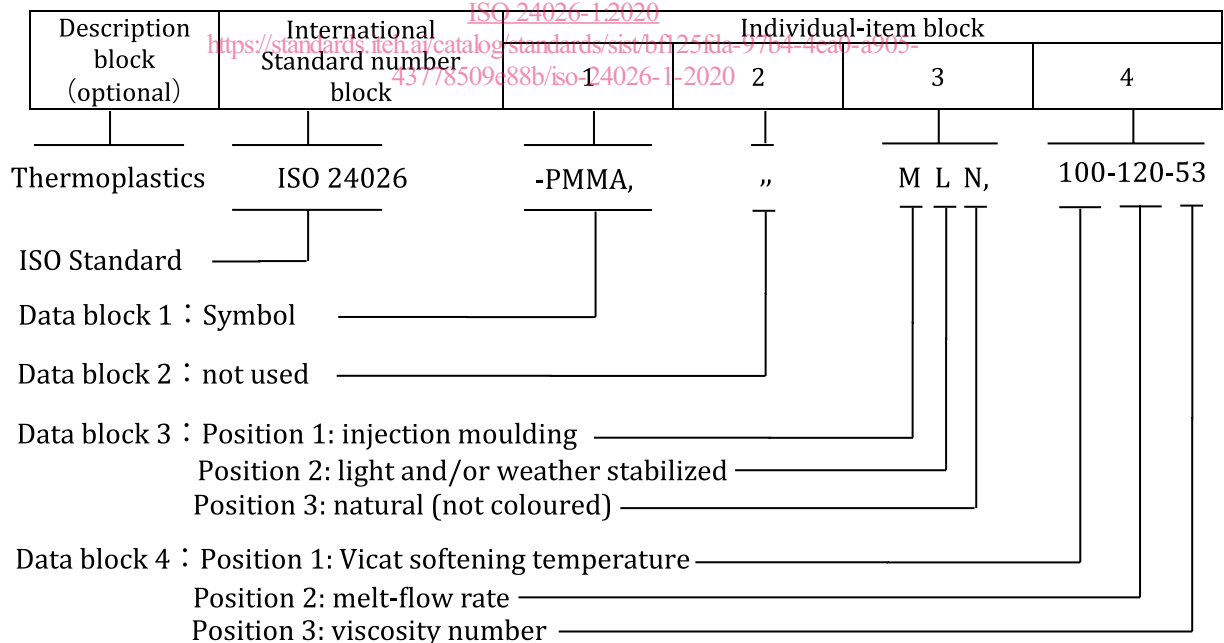 ISO 24026-1:2020
https://standards.iteh.ai/catalog/standards/sist/bf125fda-97b4-4ea0-a905-
43778509e88b/iso-24026-1-2020
Description block (optional)
International Standard number block
Individual-item block
1 2 3 4
Thermoplastics ISO 24026 -PMMA, ,, M L N, 100-120-53
ISO Standard
Data block 1：Symbol
Data block 2：not used
Data block 3：Position 1: injection moulding
Position 2: light and/or weather stabilized
Position 3: natural (not coloured)
Data block 4：Position 1: Vicat softening temperature
Position 2: melt-flow rate
Position 3: viscosity number